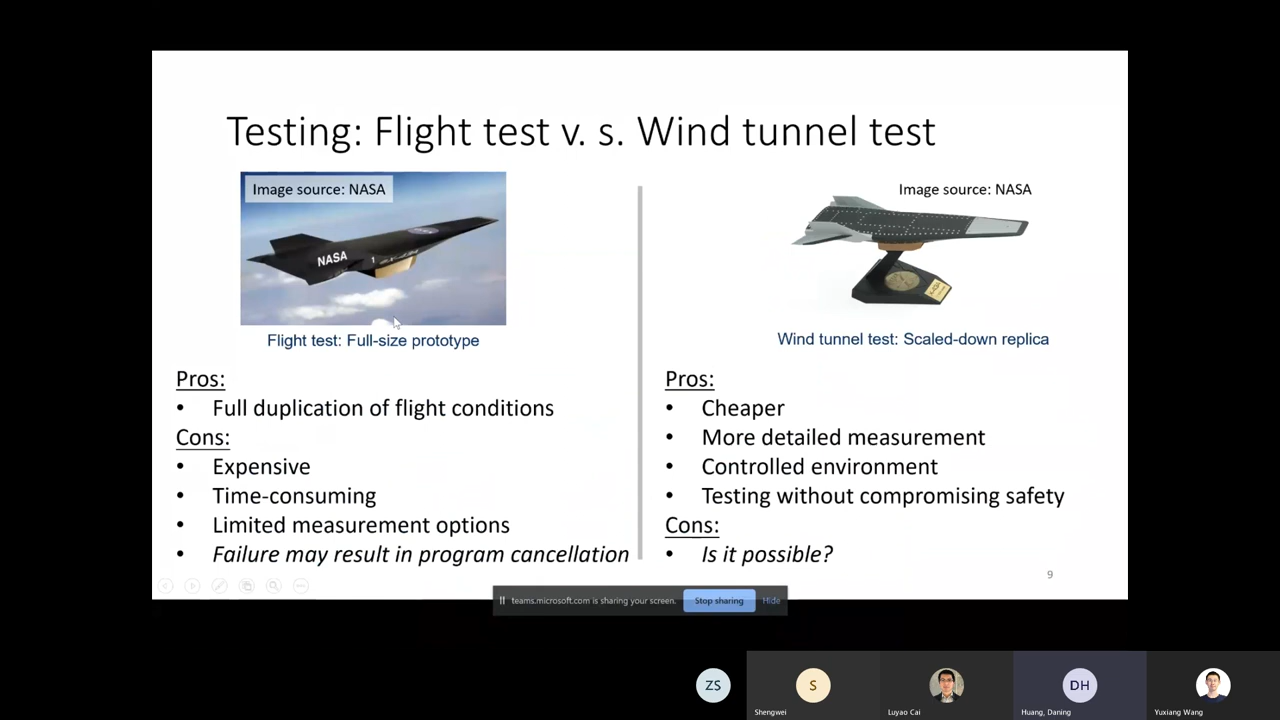 Testing: Flight test v. s. Wind tunnel test
Image source: NASA
NASA
Flight test: Full-size prototype
Pros:
• Full duplication of flight conditions
Cons:
• Expensive
• Time-consuming
• Limited measurement options
• Failure may result in program cancellation
Image source: NASA
Wind tunnel test: Scaled-down replica
Pros:
• Cheaper
• More detailed measurement
• Controlled environment
• Testing without compromising safety
Cons:
• Is it possible?
9
teams.microsoft.com is sharing your screen.
Stop sharing
Hide
ZS
S
Shengwei
Luyao Cai
DH
Huang, Daning
Yuxiang Wang